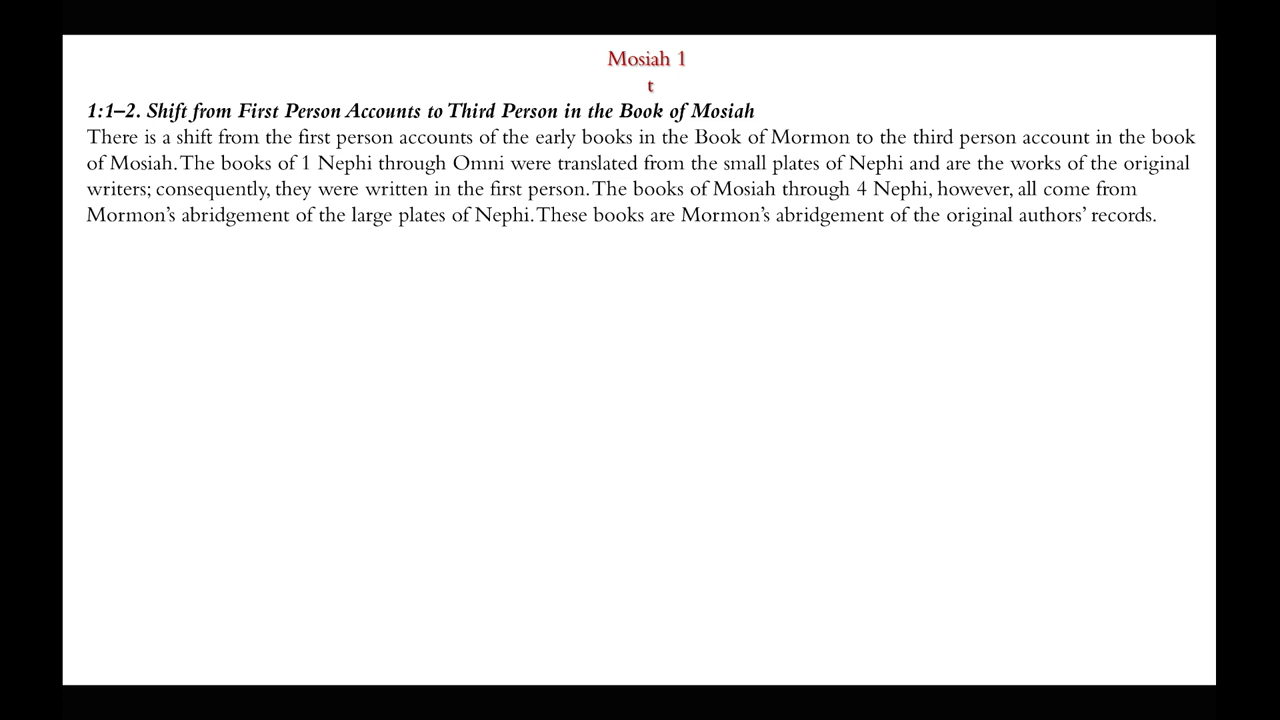 Mosiah 1
t
1:1–2. Shift from First Person Accounts to Third Person in the Book of Mosiah
There is a shift from the first person accounts of the early books in the Book of Mormon to the third person account in the book
of Mosiah. The books of 1 Nephi through Omni were translated from the small plates of Nephi and are the works of the original
writers; consequently, they were written in the first person. The books of Mosiah through 4 Nephi, however, all come from
Mormon’s abridgement of the large plates of Nephi. These books are Mormon’s abridgement of the original authors’ records.